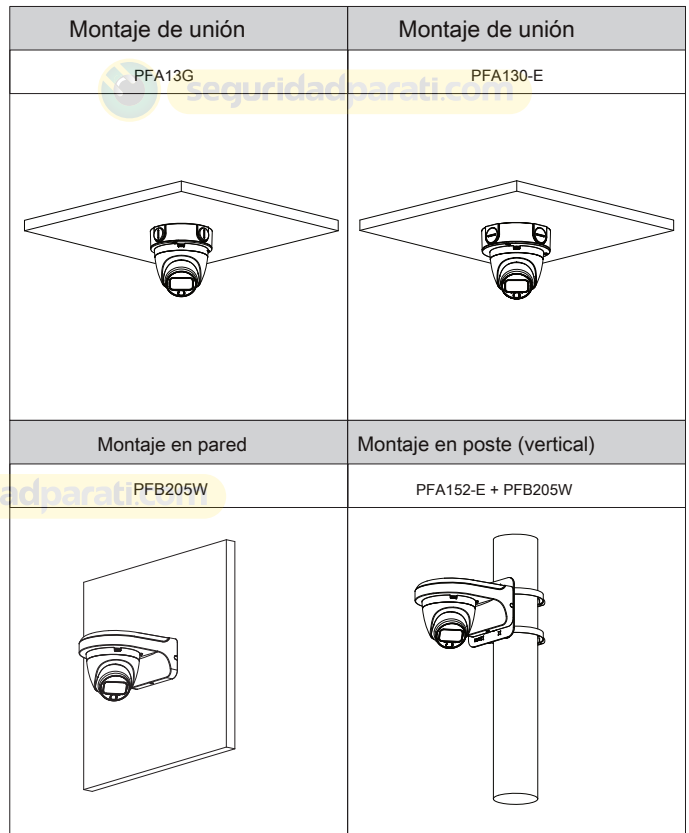 Montaje de unión
Montaje de unión
PFA13G
PFA130-E
seguridadparati.com
Montaje en pared
Montaje en poste (vertical)
adparati.com
PFB205W
PFA152-E + PFB205W